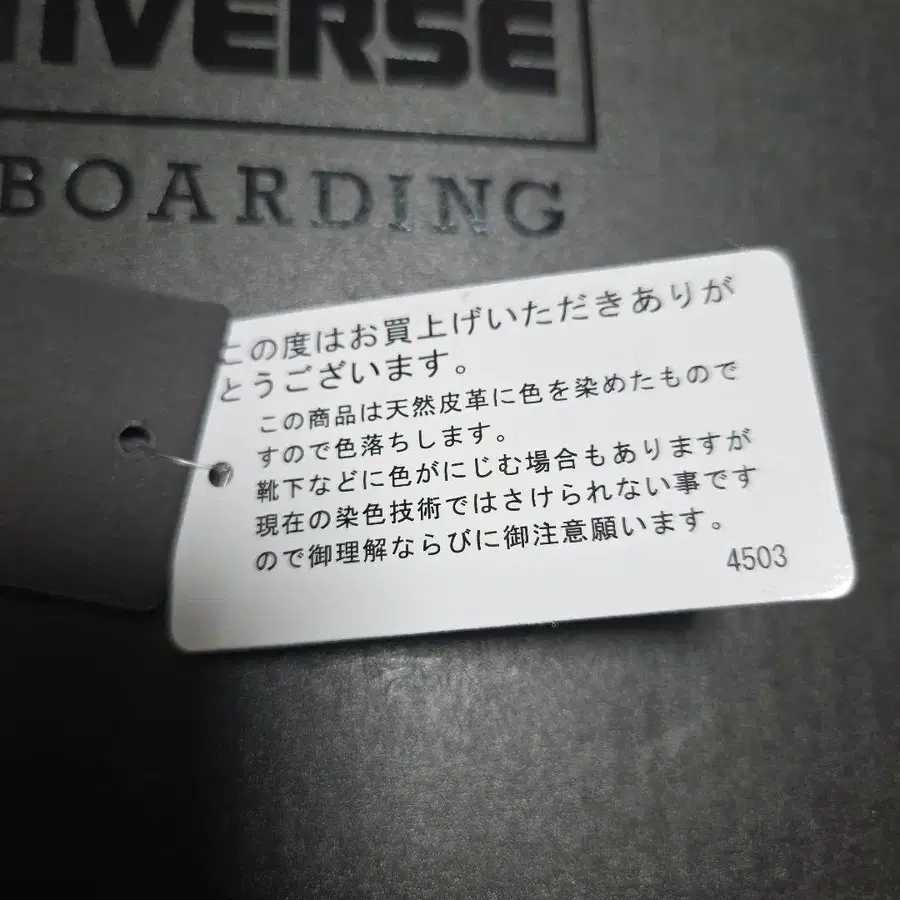 NIVERSE
BOARDING
この度はお買上げいただきありが
とうございます。
この商品は天然皮革に色を染めたもので
すので色落ちします。
靴下などに色がにじむ場合もありますが
現在の染色技術ではさけられない事です
ので御理解ならびに御注意願います。
4503